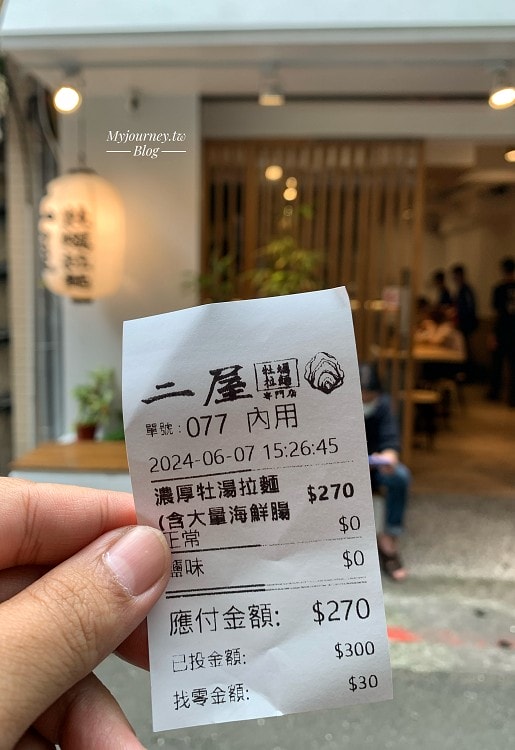 Myjourney.tw
Blog
牡蠣拉麵
二屋
牡蠣
拉麵
專門店
單號：077 內用
2024-06-07 15:26:45
濃厚牡湯拉麵 $270
(含大量海鮮腸
正常 $0
鹽味 $0
應付金額: $270
已投金額: $300
找零金額: $30